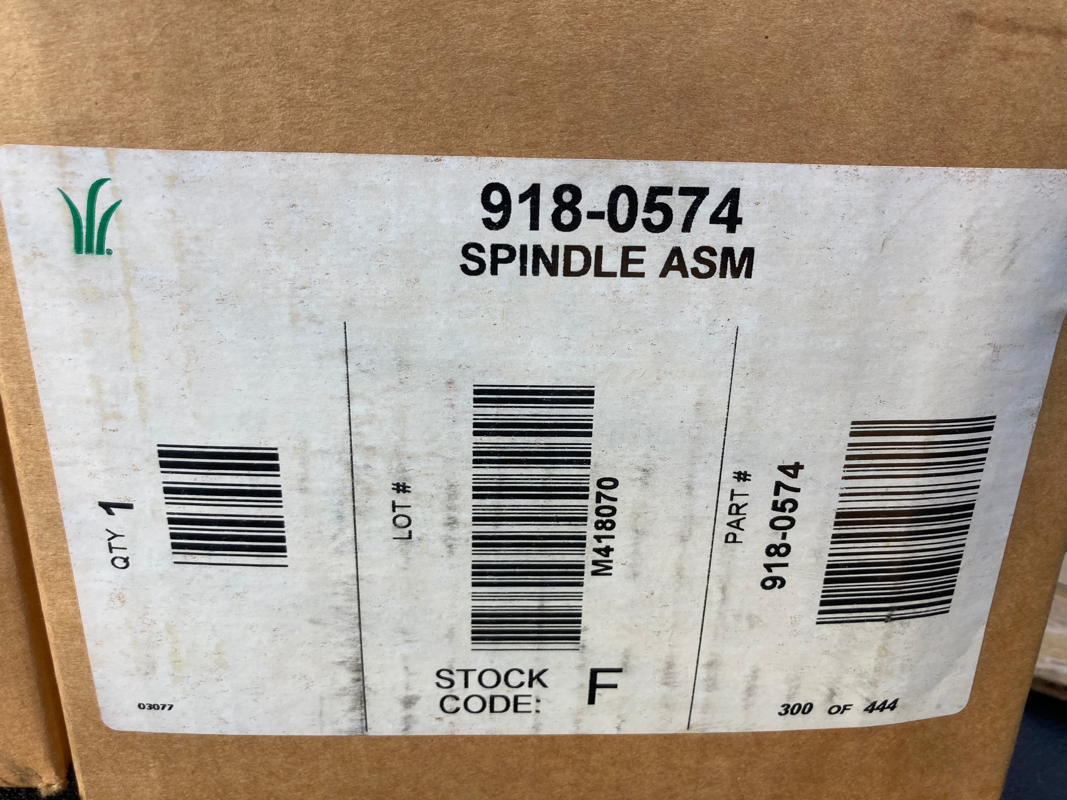 918-0574
SPINDLE ASM
QTY 1
LOT #
M418070
PART #
918-0574
STOCK
CODE: F
03077
300 OF 444